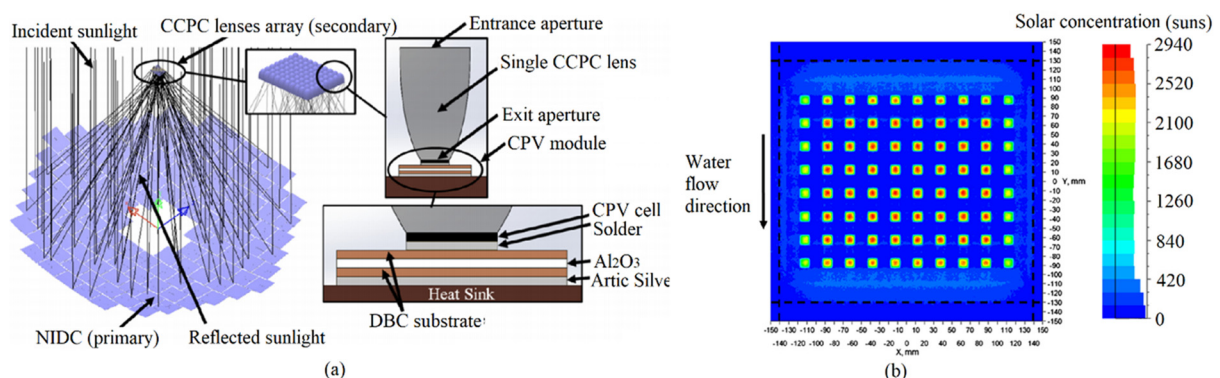 Incident sunlight
CCPC lenses array (secondary)
Entrance aperture
Single CCPC lens
Exit aperture
CPV module
CPV cell
Solder
Al2O3
Artic Silve
Heat Sink
DBC substrate
NIDC (primary)
Reflected sunlight
(a)
Solar concentration (suns)
2940
2520
2100
1680
1260
840
420
0
Water
flow
direction
150
140
130
120
110
100
90
80
70
60
50
40
30
20
10
0 Y, mm
-10
-20
-30
-40
-50
-60
-70
-80
-90
-100
-110
-120
-130
-140
-150
-150 -130 -110 -90 -70 -50 -30 -10 10 30 50 70 90 110 130 150
-140 -120 -100 -80 -60 -40 -20 0 20 40 60 80 100 120 140
X, mm
(b)